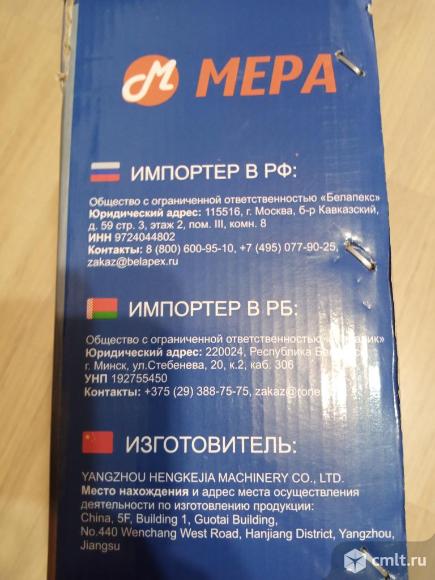 МЕРА
ИМПОРТЕР В РФ:
Общество с ограниченной ответственностью «Белапекс»
Юридический адрес: 115516, г. Москва, б-р Кавказский,
д. 59 стр. 3, этаж 2, пом. III, комн. 8
ИНН 9724044802
Контакты: 8 (800) 600-95-10, +7 (495) 077-90-25,
zakaz@belapex.ru
ИМПОРТЕР В РБ:
Общество с ограниченной ответственностью
Юридический адрес: 220024, Республика
г. Минск, ул.Стебенева, 20, к.2, каб. 306
УНП 192755450
Контакты: +375 (29) 388-75-75,
ИЗГОТОВИТЕЛЬ:
YANGZHOU HENGKEJIA MACHINERY CO., LTD.
Место нахождения и адрес места осуществления
деятельности по изготовлению продукции:
China, 5F, Building 1, Guotai Building,
No.440 Wenchang West Road, Hanjiang District, Yangzhou,
Jiangsu
cmlt.ru